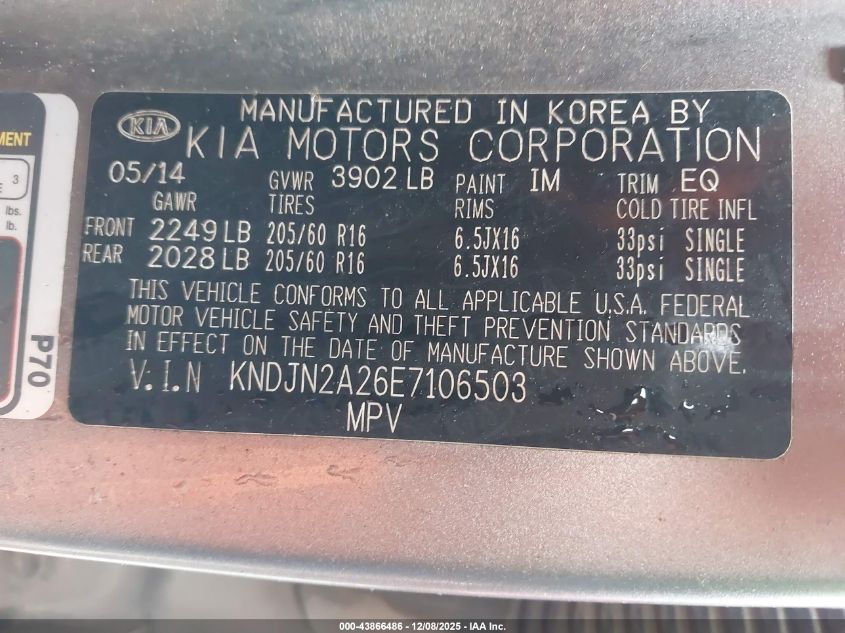 MENT
3
E
lbs.
lb.
P70
KIA
MANUFACTURED IN KOREA BY
KIA MOTORS CORPORATION
05/14 GVWR 3902 LB PAINT IM TRIM EQ
GAWR TIRES RIMS COLD TIRE INFL
FRONT 2249 LB 205/60 R16 6.5JX16 33psi SINGLE
REAR 2028 LB 205/60 R16 6.5JX16 33psi SINGLE
THIS VEHICLE CONFORMS TO ALL APPLICABLE U.S.A. FEDERAL
MOTOR VEHICLE SAFETY AND THEFT PREVENTION STANDARDS
IN EFFECT ON THE DATE OF MANUFACTURE SHOWN ABOVE.
V.I.N KNDJN2A26E7106503
MPV
000-43866486 - 12/08/2025 - IAA Inc.